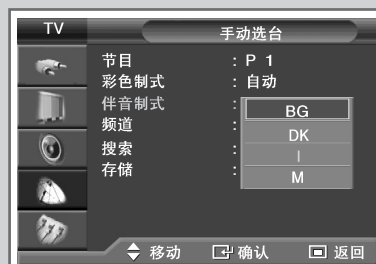 TV 手动选台
节目 : P 1
彩色制式 : 自动
伴音制式 :
频道 :
搜索 :
存储 :
BG
DK
I
M
移动 确认 返回